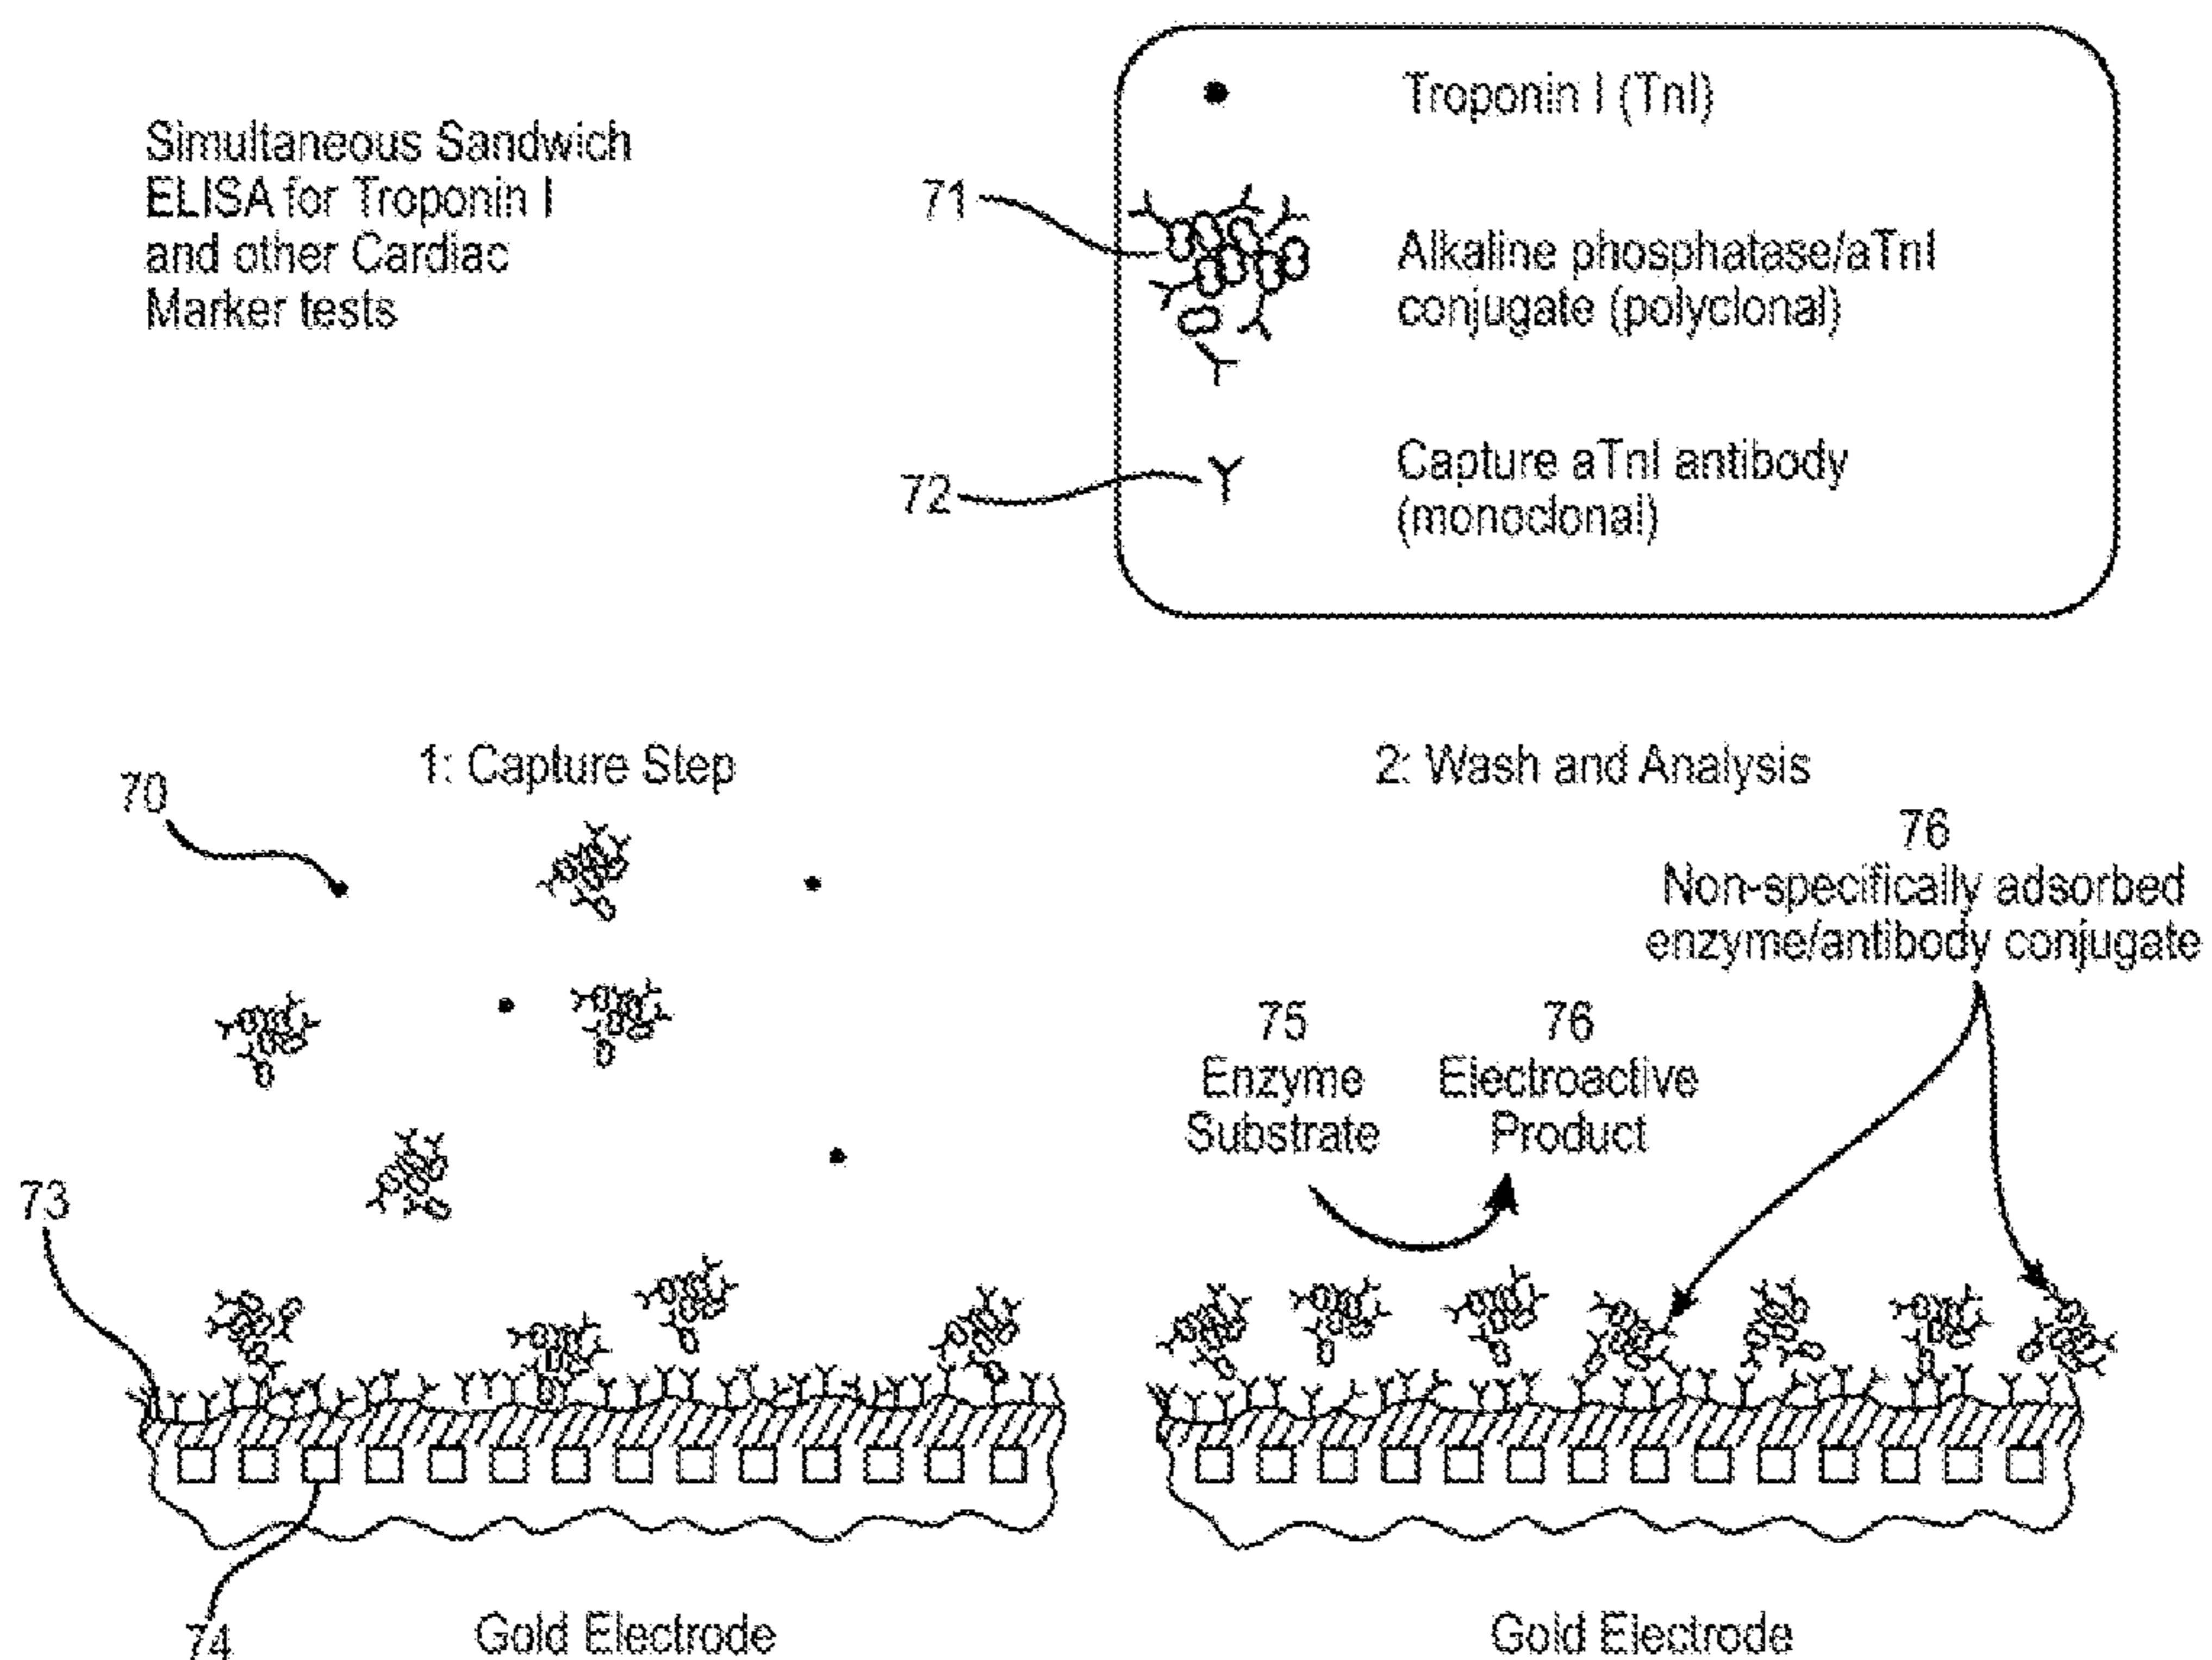 Simultaneous Sandwich
ELISA for Troponin I
and other Cardiac
Marker tests
Troponin I (TnI)
71
Alkaline phosphatase/aTnI
conjugate (polyclonal)
72
Capture aTnI antibody
(monoclonal)
1: Capture Step
70
73
74
Gold Electrode
2: Wash and Analysis
76
Non-specifically adsorbed
enzyme/antibody conjugate
75
Enzyme
Substrate
76
Electroactive
Product
Gold Electrode